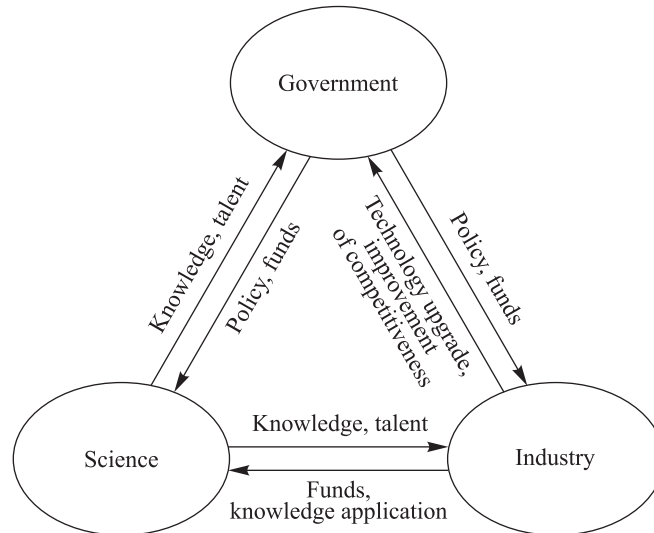 Government
Knowledge, talent
Policy, funds
Technology upgrade,
improvement
of competitiveness
Policy, funds
Science
Knowledge, talent
Funds,
knowledge application
Industry